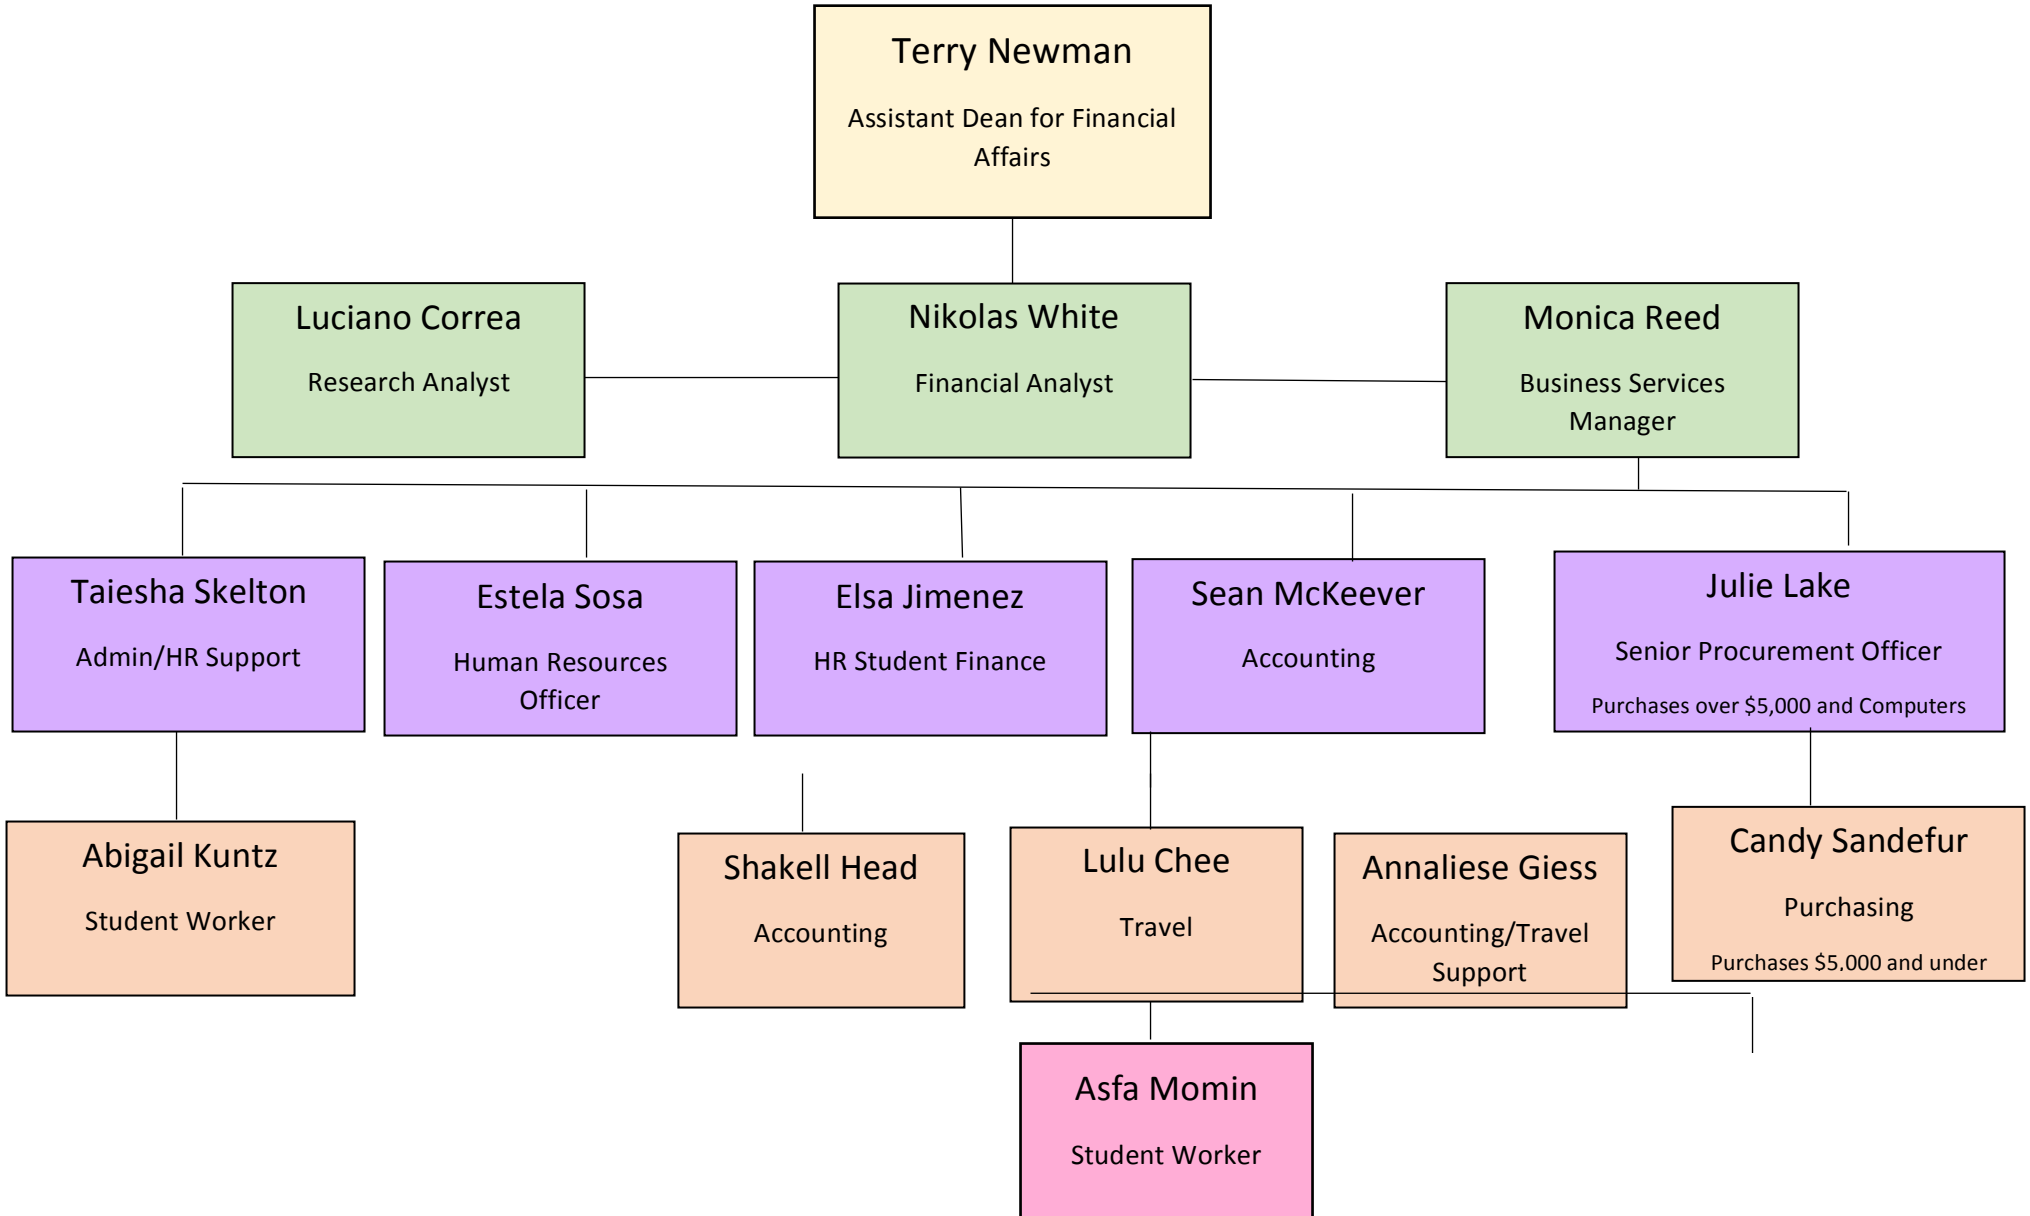 Terry Newman
Assistant Dean for Financial
Affairs
Luciano Correa
Research Analyst
Nikolas White
Financial Analyst
Monica Reed
Business Services
Manager
Taiesha Skelton
Admin/HR Support
Estela Sosa
Human Resources
Officer
Elsa Jimenez
HR Student Finance
Sean McKeever
Accounting
Julie Lake
Senior Procurement Officer
Purchases over $5,000 and Computers
Abigail Kuntz
Student Worker
Shakell Head
Accounting
Lulu Chee
Travel
Annaliese Giess
Accounting/Travel
Support
Candy Sandefur
Purchasing
Purchases $5,000 and under
Asfa Momin
Student Worker